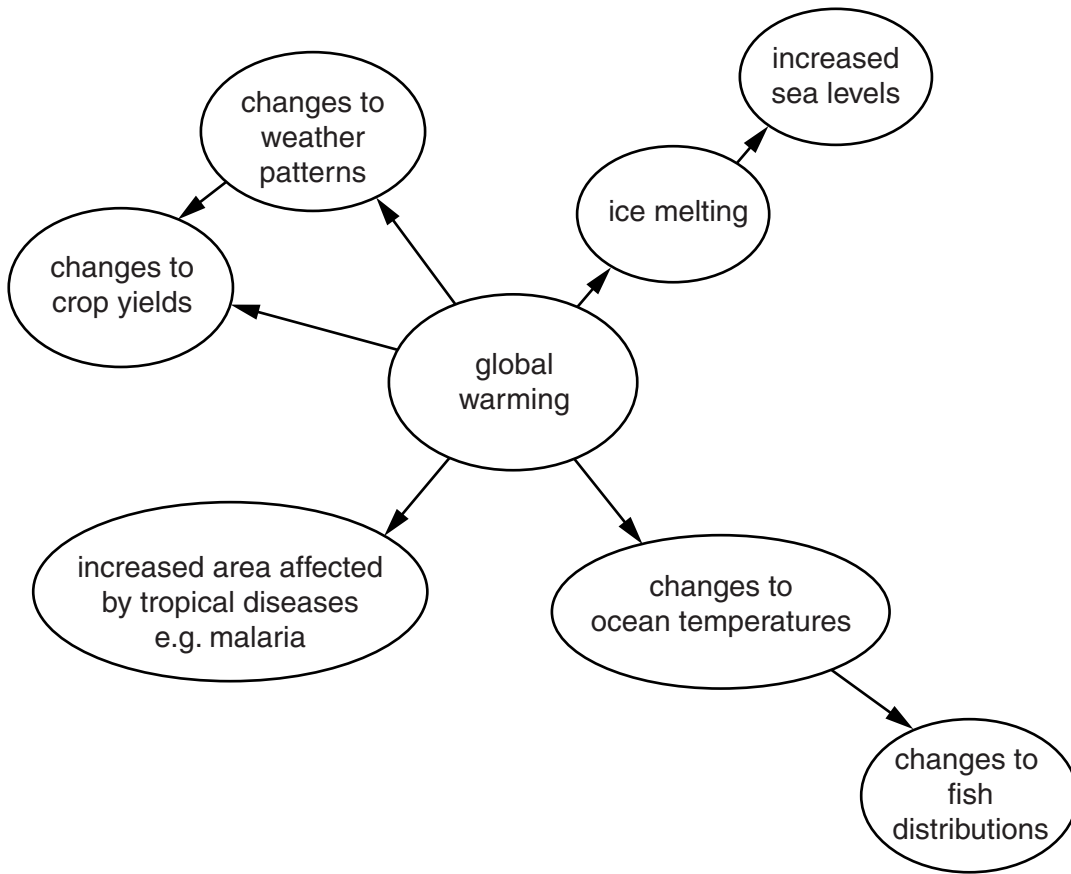 increased
sea levels
changes to
weather
patterns
ice melting
changes to
crop yields
global
warming
increased area affected
by tropical diseases
e.g. malaria
changes to
ocean temperatures
changes to
fish
distributions